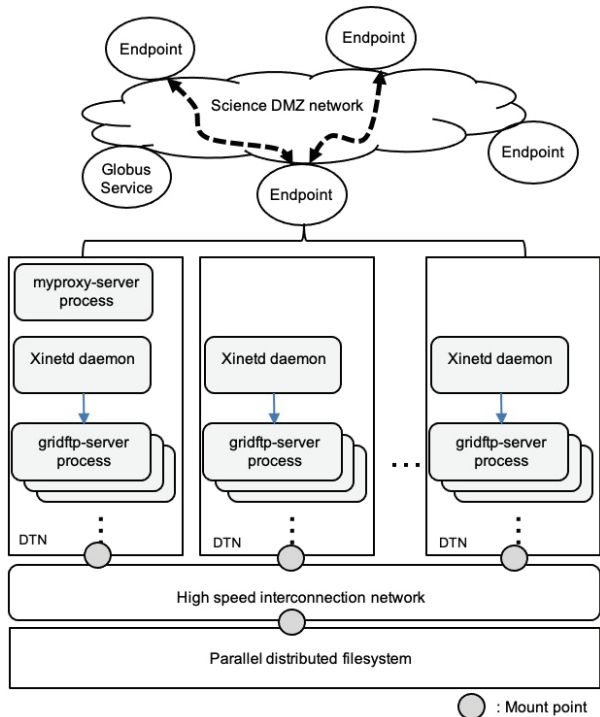 Endpoint
Endpoint
Science DMZ network
Endpoint
Globus
Service
Endpoint
myproxy-server
process
Xinetd daemon
Xinetd daemon
Xinetd daemon
gridftp-server
process
gridftp-server
process
...
gridftp-server
process
DTN
DTN
DTN
High speed interconnection network
Parallel distributed filesystem
: Mount point